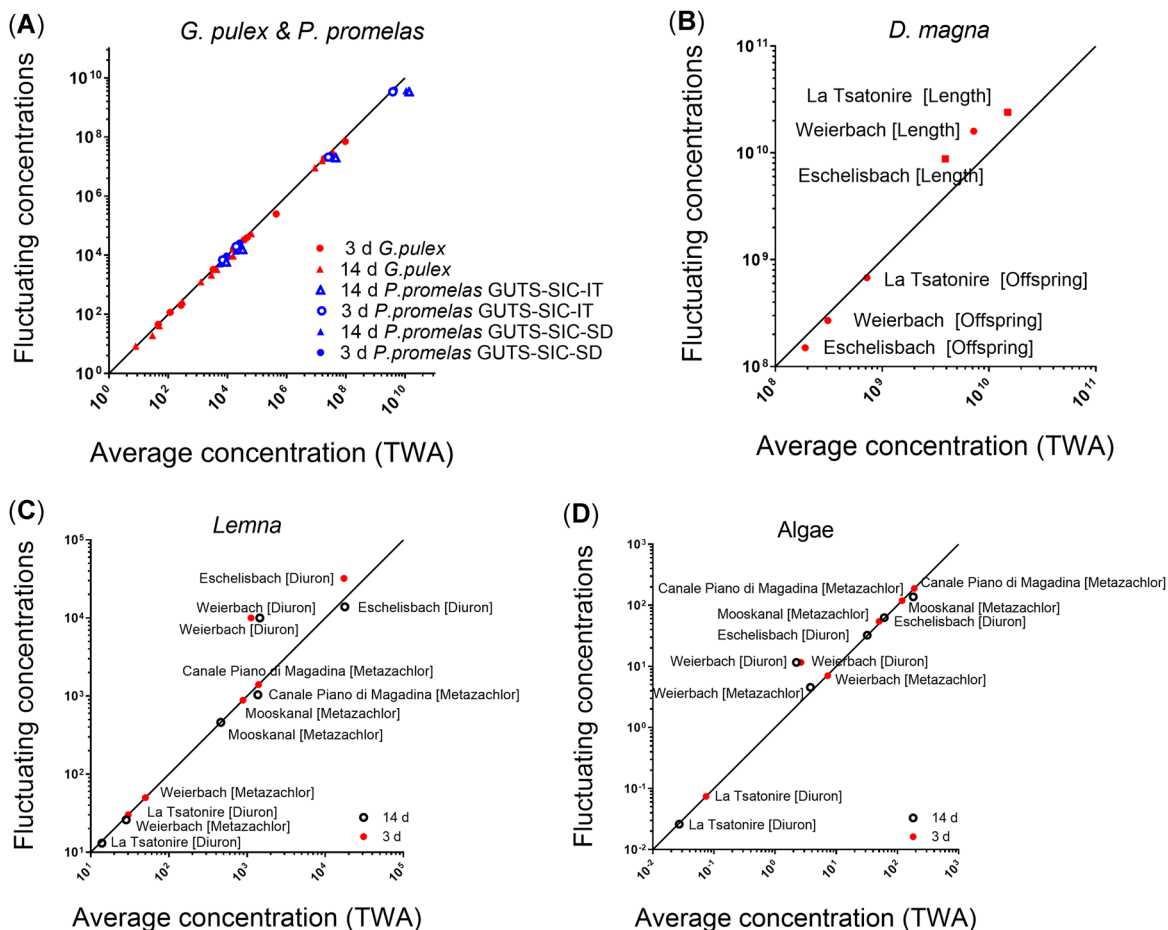 (A)
G. pulex & P. promelas
Fluctuating concentrations
10^10
10^8
10^6
10^4
10^2
10^0
3 d G.pulex
14 d G.pulex
14 d P.promelas GUTS-SIC-IT
3 d P.promelas GUTS-SIC-IT
14 d P.promelas GUTS-SIC-SD
3 d P.promelas GUTS-SIC-SD
10^0 10^2 10^4 10^6 10^8 10^10
Average concentration (TWA)
(B)
D. magna
Fluctuating concentrations
10^11
10^10
10^9
10^8
La Tsatonire [Length]
Weierbach [Length]
Eschelisbach [Length]
La Tsatonire [Offspring]
Weierbach [Offspring]
Eschelisbach [Offspring]
10^8 10^9 10^10 10^11
Average concentration (TWA)
(C)
Lemna
Fluctuating concentrations
10^5
10^4
10^3
10^2
10^1
Eschelisbach [Diuron]
Eschelisbach [Diuron]
Weierbach [Diuron]
Weierbach [Diuron]
Canale Piano di Magadina [Metazachlor]
Canale Piano di Magadina [Metazachlor]
Mooskanal [Metazachlor]
Mooskanal [Metazachlor]
Weierbach [Metazachlor]
La Tsatonire [Diuron]
Weierbach [Metazachlor]
La Tsatonire [Diuron]
14 d
3 d
10^1 10^2 10^3 10^4 10^5
Average concentration (TWA)
(D)
Algae
Fluctuating concentrations
10^3
10^2
10^1
10^0
10^-1
10^-2
Canale Piano di Magadina [Metazachlor]
Canale Piano di Magadina [Metazachlor]
Mooskanal [Metazachlor]
Mooskanal [Metazachlor]
Eschelisbach [Diuron]
Eschelisbach [Diuron]
Weierbach [Diuron]
Weierbach [Diuron]
Weierbach [Metazachlor]
Weierbach [Metazachlor]
La Tsatonire [Diuron]
La Tsatonire [Diuron]
14 d
3 d
10^-2 10^-1 10^0 10^1 10^2 10^3
Average concentration (TWA)